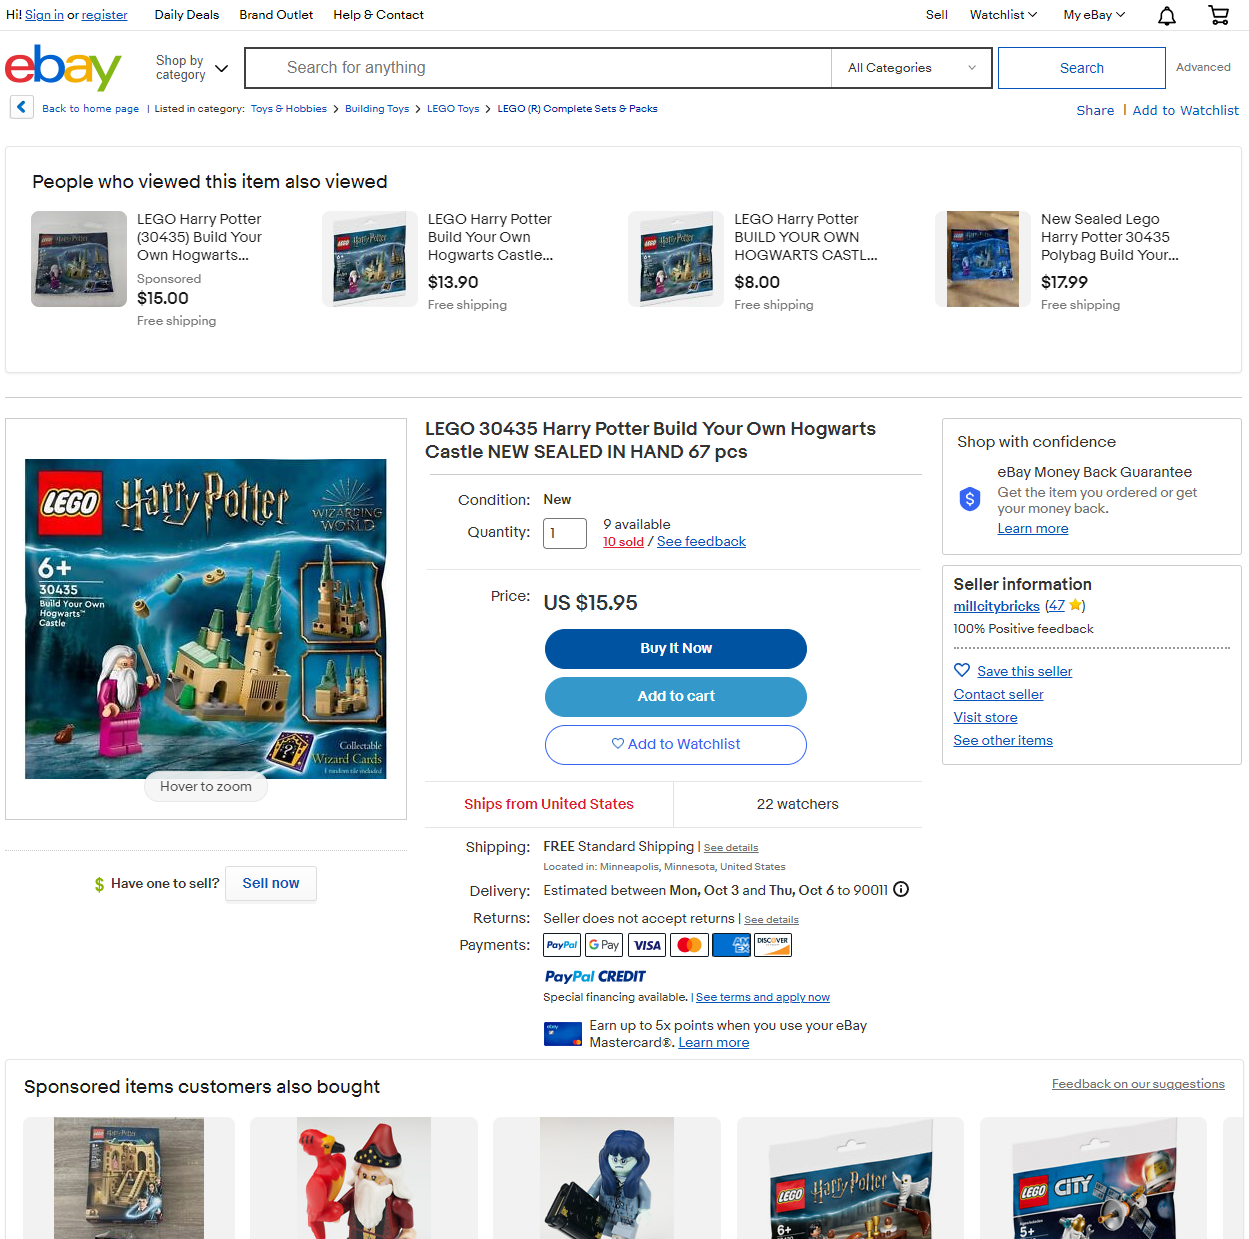 Hi! Sign in or register
Daily Deals
Brand Outlet
Help & Contact
Sell
Watchlist
My eBay
ebay
Shop by
category
Search for anything
All Categories
Search
Advanced
Back to home page | Listed in category: Toys & Hobbies > Building Toys > LEGO Toys > LEGO (R) Complete Sets & Packs
Share | Add to Watchlist
People who viewed this item also viewed
LEGO Harry Potter
(30435) Build Your
Own Hogwarts...
Sponsored
$15.00
Free shipping
LEGO Harry Potter
Build Your Own
Hogwarts Castle...
$13.90
Free shipping
LEGO Harry Potter
BUILD YOUR OWN
HOGWARTS CASTL...
$8.00
Free shipping
New Sealed Lego
Harry Potter 30435
Polybag Build Your...
$17.99
Free shipping
LEGO
Harry Potter
WIZARDING
WORLD
6+
30435
Build Your Own
Hogwarts™
Castle
Collectable
Wizard Cards
1 random tile included
Hover to zoom
$ Have one to sell?
Sell now
LEGO 30435 Harry Potter Build Your Own Hogwarts
Castle NEW SEALED IN HAND 67 pcs
Condition: New
Quantity: 1
9 available
10 sold / See feedback
Price: US $15.95
Buy It Now
Add to cart
Add to Watchlist
Ships from United States
22 watchers
Shipping: FREE Standard Shipping | See details
Located in: Minneapolis, Minnesota, United States
Delivery: Estimated between Mon, Oct 3 and Thu, Oct 6 to 90011
Returns: Seller does not accept returns | See details
Payments: PayPal G Pay VISA AMEX DISCOVER
PayPal CREDIT
Special financing available. | See terms and apply now
Earn up to 5x points when you use your eBay
Mastercard®. Learn more
Shop with confidence
eBay Money Back Guarantee
Get the item you ordered or get
your money back.
Learn more
Seller information
millcitybricks (47)
100% Positive feedback
Save this seller
Contact seller
Visit store
See other items
Sponsored items customers also bought
Feedback on our suggestions
LEGO
Harry Potter
6+
LEGO
CITY
5+